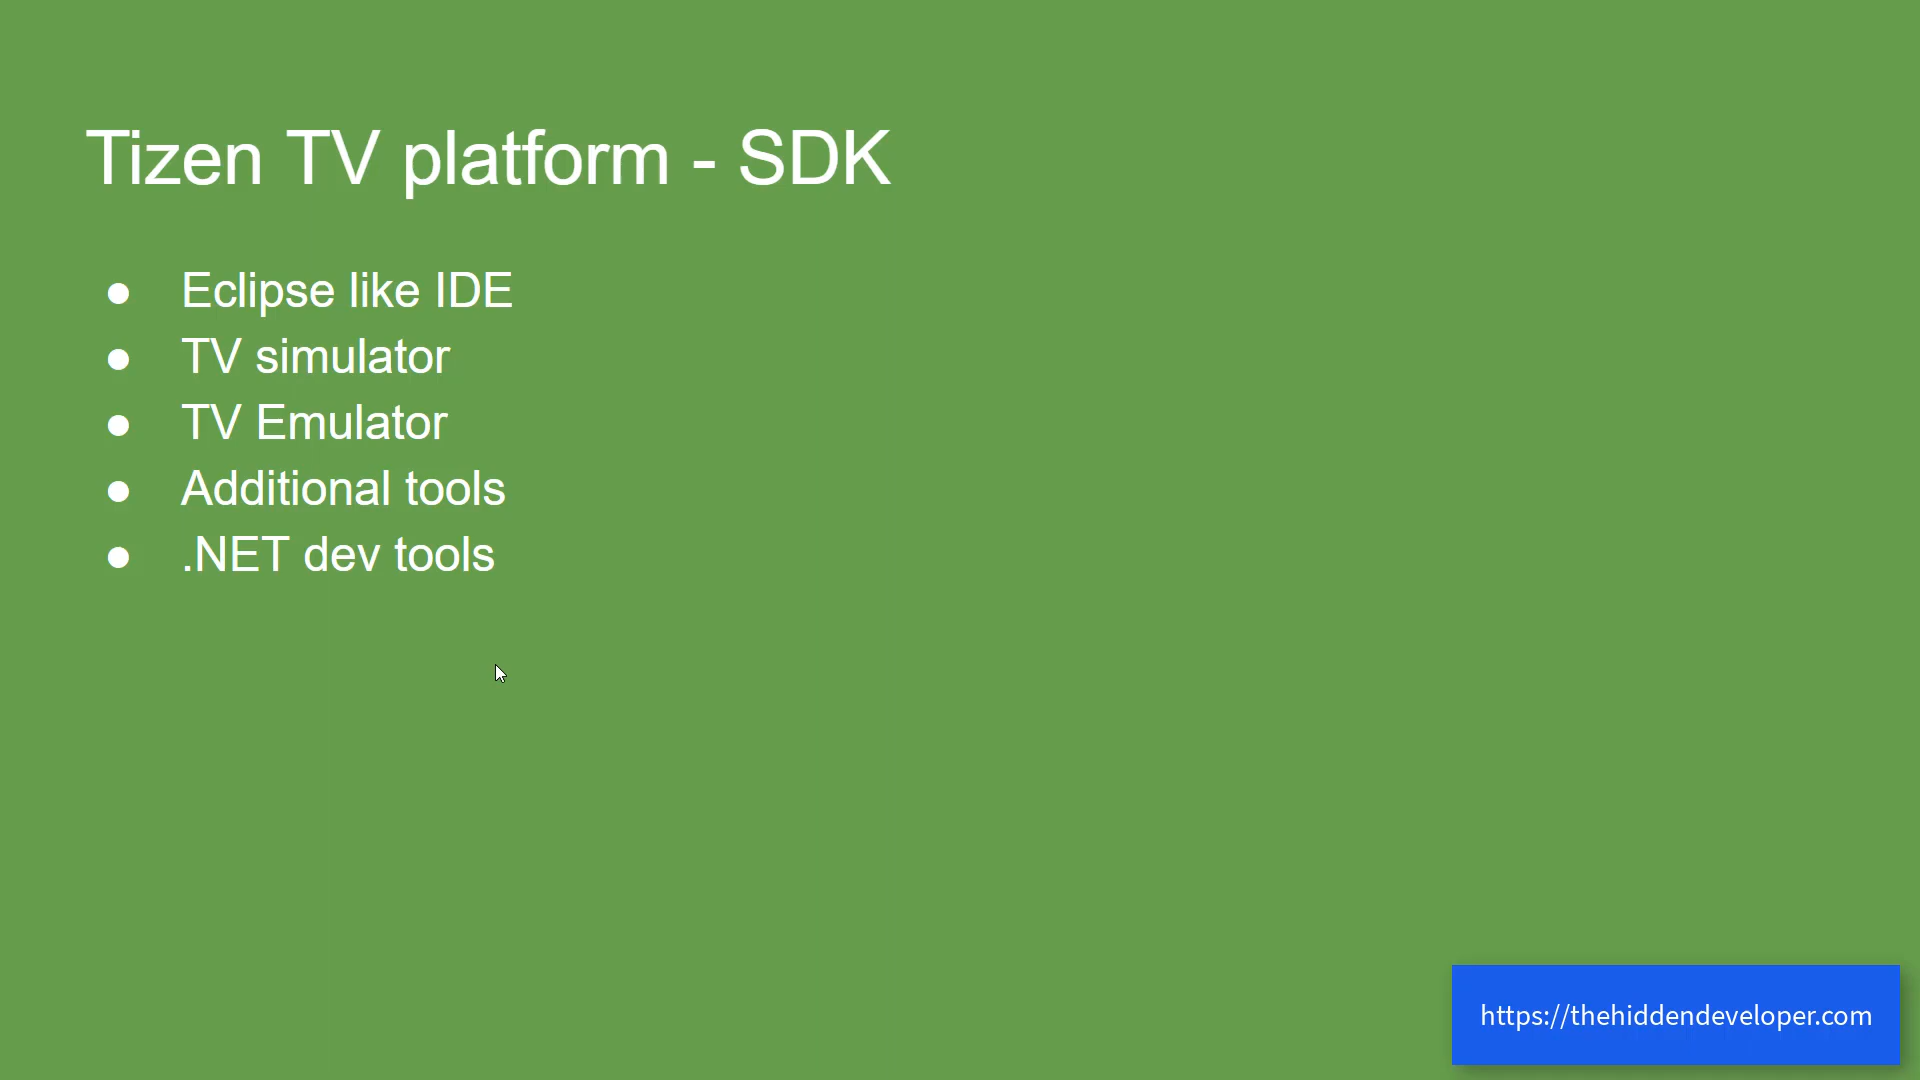 Tizen TV platform - SDK
● Eclipse like IDE
● TV simulator
● TV Emulator
● Additional tools
● .NET dev tools
https://thehiddendeveloper.com